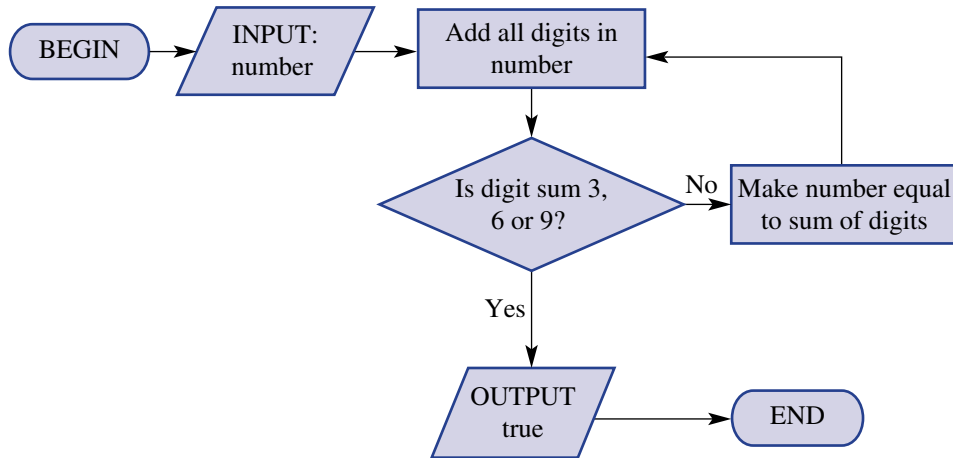 BEGIN
INPUT:
number
Add all digits in
number
Is digit sum 3,
6 or 9?
No
Make number equal
to sum of digits
Yes
OUTPUT
true
END